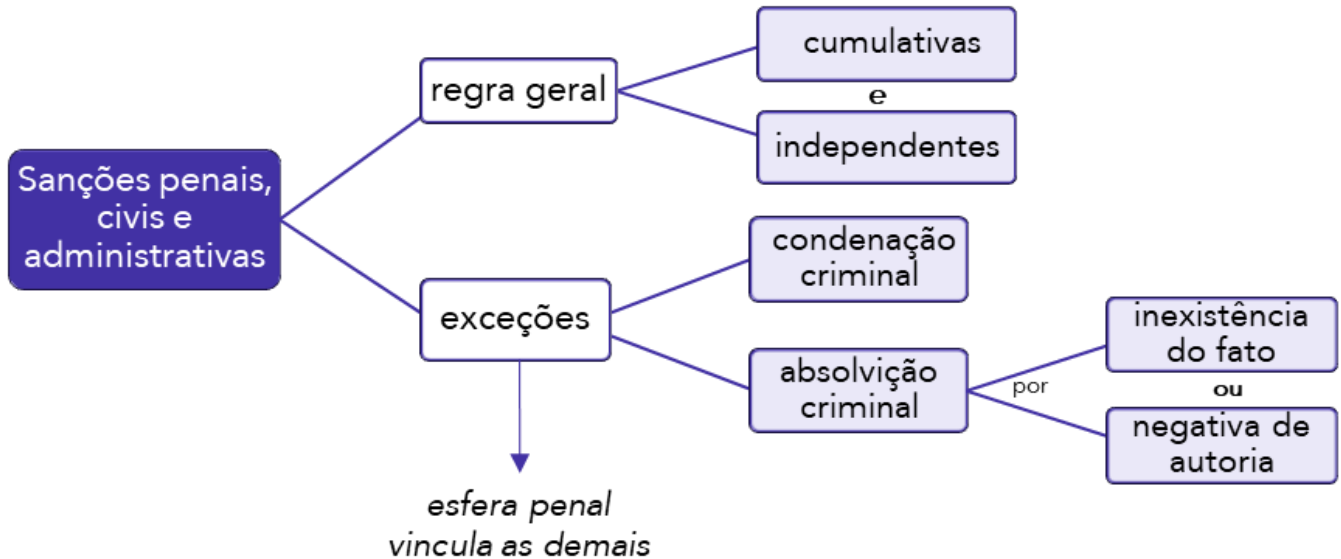 Sanções penais,
civis e
administrativas
regra geral
cumulativas
e
independentes
exceções
condenação
criminal
absolvição
criminal
por
inexistência
do fato
ou
negativa de
autoria
esfera penal
vincula as demais